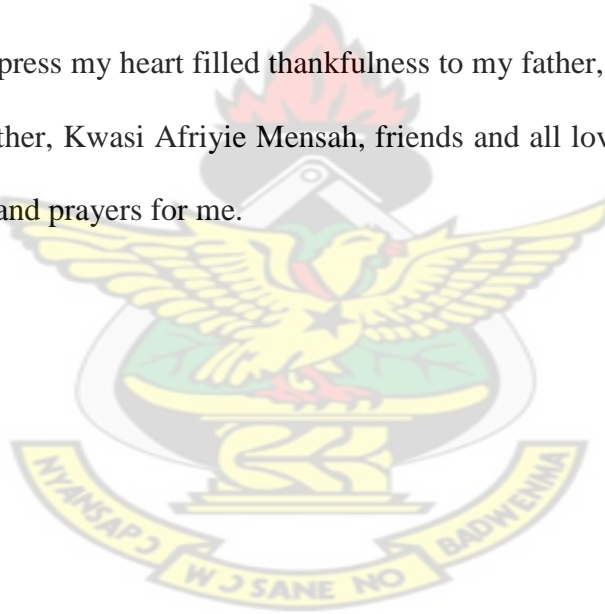 press my heart filled thankfulness to my father,
ther, Kwasi Afriyie Mensah, friends and all lov
and prayers for me.
NYANSAPƆ WƆSANE NO BADWENMA